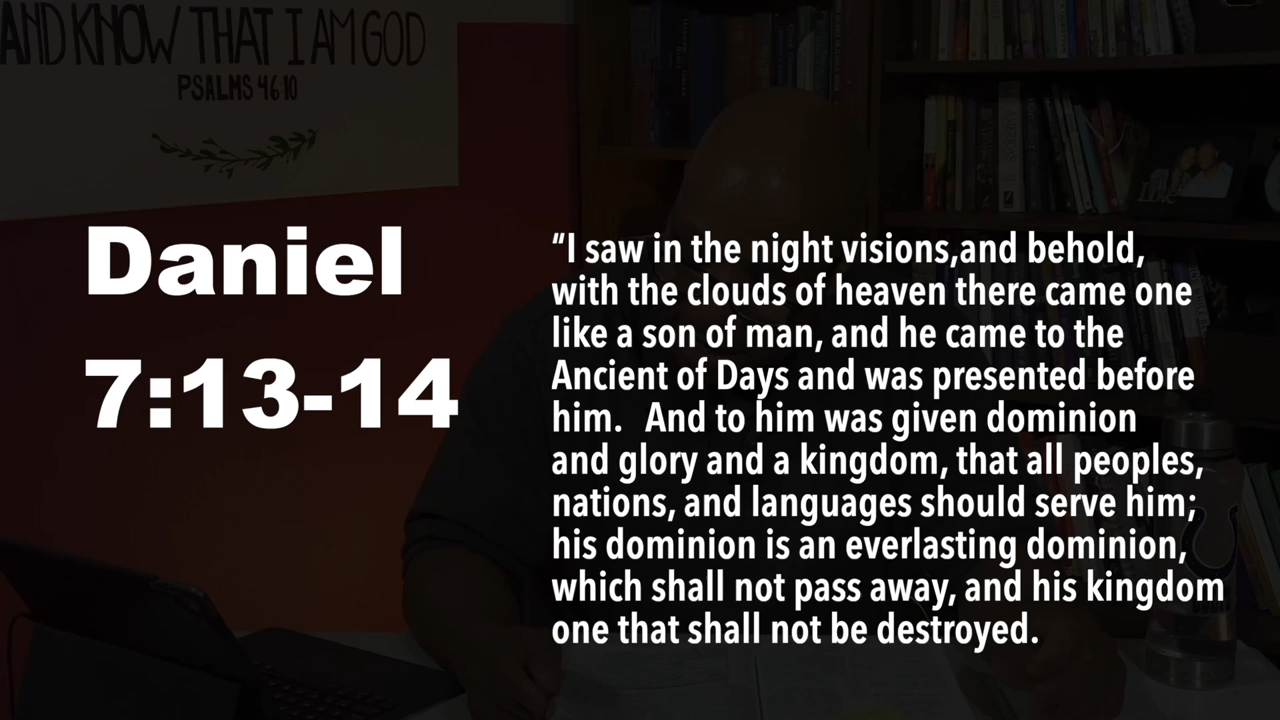 AND KNOW THAT I AM GOD
PSALMS 46:10
Daniel
7:13-14
“I saw in the night visions,and behold,
with the clouds of heaven there came one
like a son of man, and he came to the
Ancient of Days and was presented before
him.   And to him was given dominion
and glory and a kingdom, that all peoples,
nations, and languages should serve him;
his dominion is an everlasting dominion,
which shall not pass away, and his kingdom
one that shall not be destroyed.